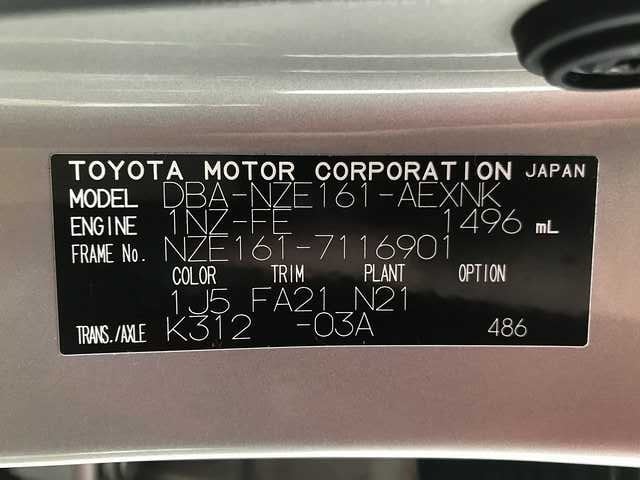 TOYOTA MOTOR CORPORATION JAPAN
MODEL DBA-NZE161-AEXNK
ENGINE 1NZ-FE 1496 mL
FRAME No. NZE161-7116901
COLOR TRIM PLANT OPTION
1J5 FA21 N21
TRANS./AXLE K312 -03A 486